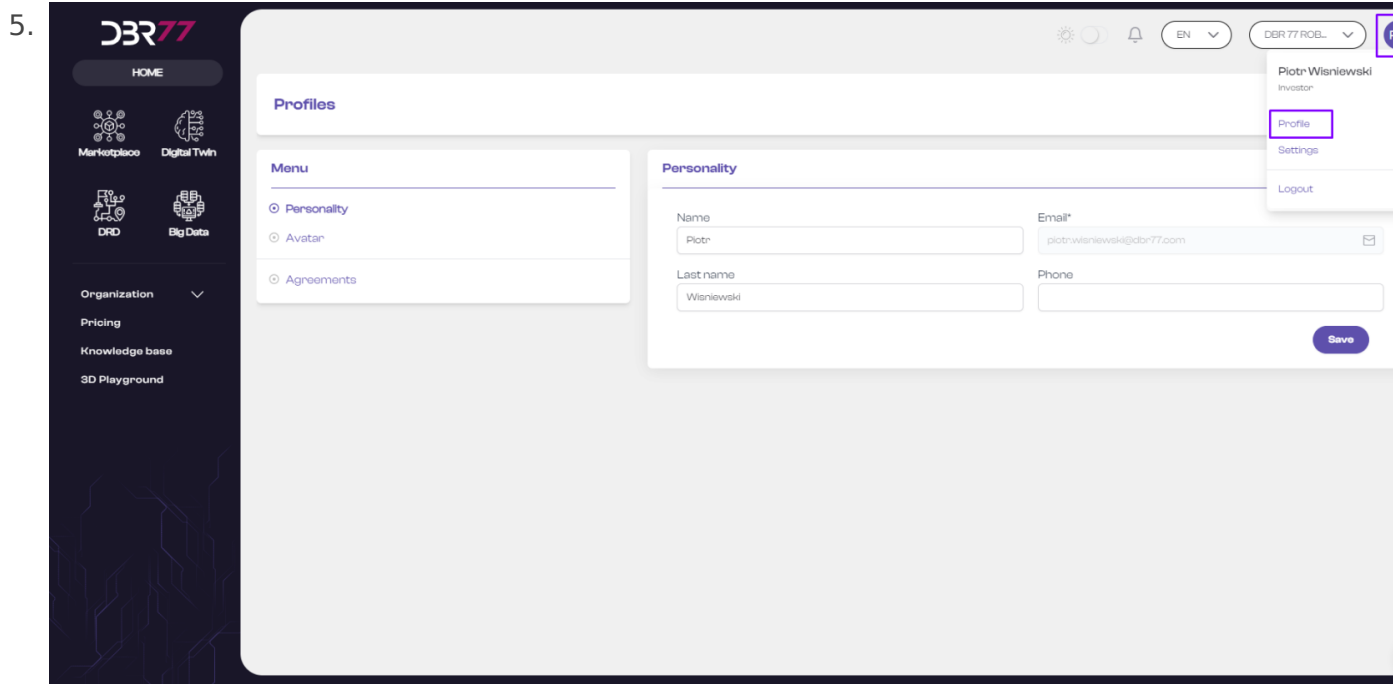 5.
DBR77
EN
DBR 77 ROB...
P
HOME
Piotr Wisniewski
Investor
Profiles
Profile
Settings
Logout
Marketplace
Digital Twin
DRD
Big Data
Organization
Pricing
Knowledge base
3D Playground
Menu
Personality
Avatar
Agreements
Personality
Name
Email*
Piotr
piotr.wisniewski@dbr77.com
Last name
Phone
Wisniewski
Save